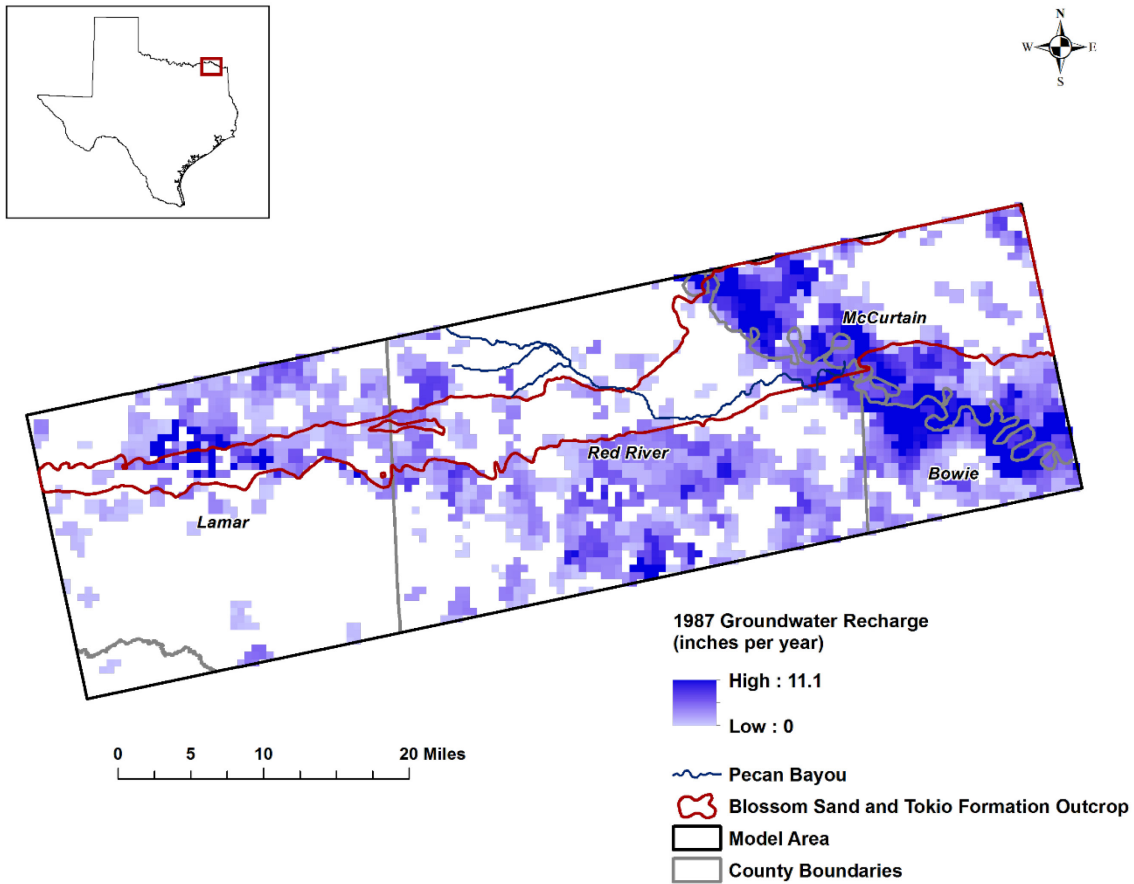 N
W E
S
McCurtain
Red River
Bowie
Lamar
1987 Groundwater Recharge
(inches per year)
High : 11.1
Low : 0
0 5 10 20 Miles
Pecan Bayou
Blossom Sand and Tokio Formation Outcrop
Model Area
County Boundaries